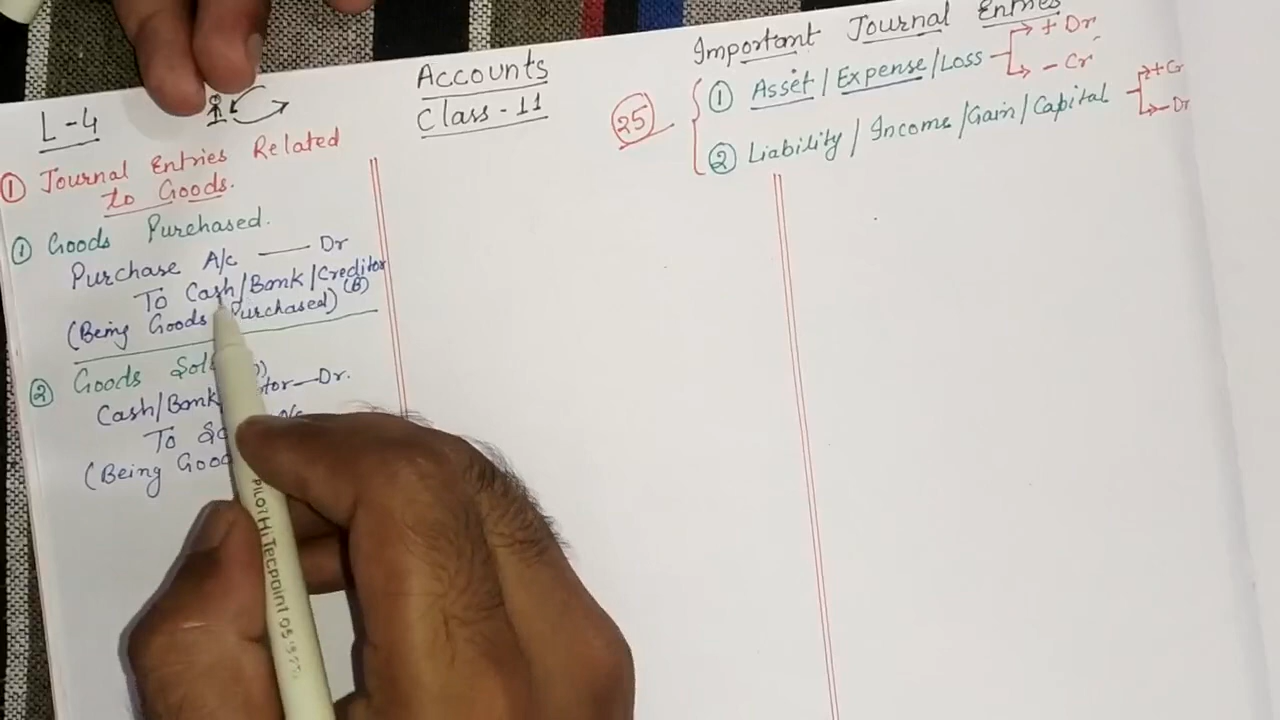 L-4
Accounts
Class - 11
Important Journal Entries
25
① Asset / Expense / Loss
+ Dr
- Cr
② Liability / Income / Gain / Capital
+ Cr
- Dr
① Journal Entries Related
to Goods.
① Goods Purchased.
Purchase A/c —— Dr
To Cash/Bank/Creditor
(B)
(Being Goods Purchased)
② Goods
Cash/Bank
Dr.
To
(Being
PILOT Hi Tecpoint 05